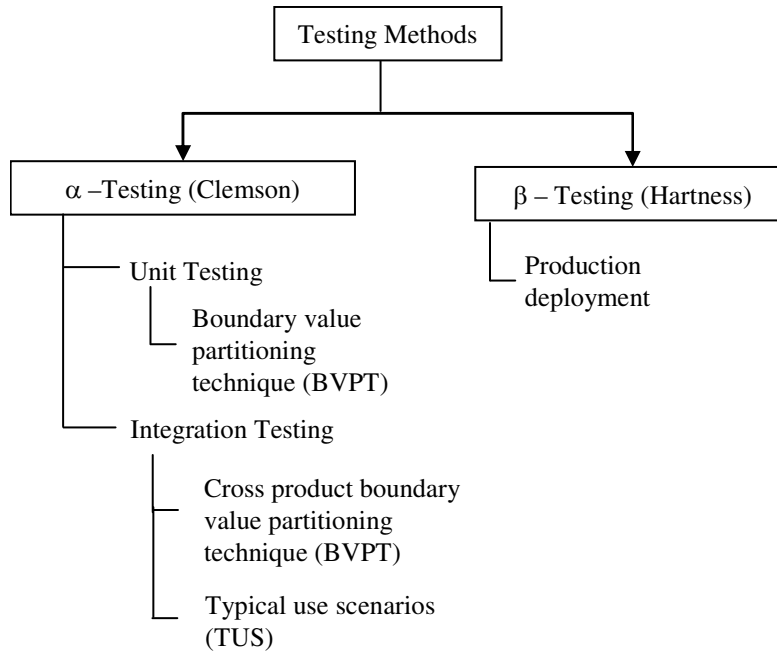 Testing Methods
α –Testing (Clemson)
β – Testing (Hartness)
Unit Testing
Boundary value
partitioning
technique (BVPT)
Integration Testing
Cross product boundary
value partitioning
technique (BVPT)
Typical use scenarios
(TUS)
Production
deployment